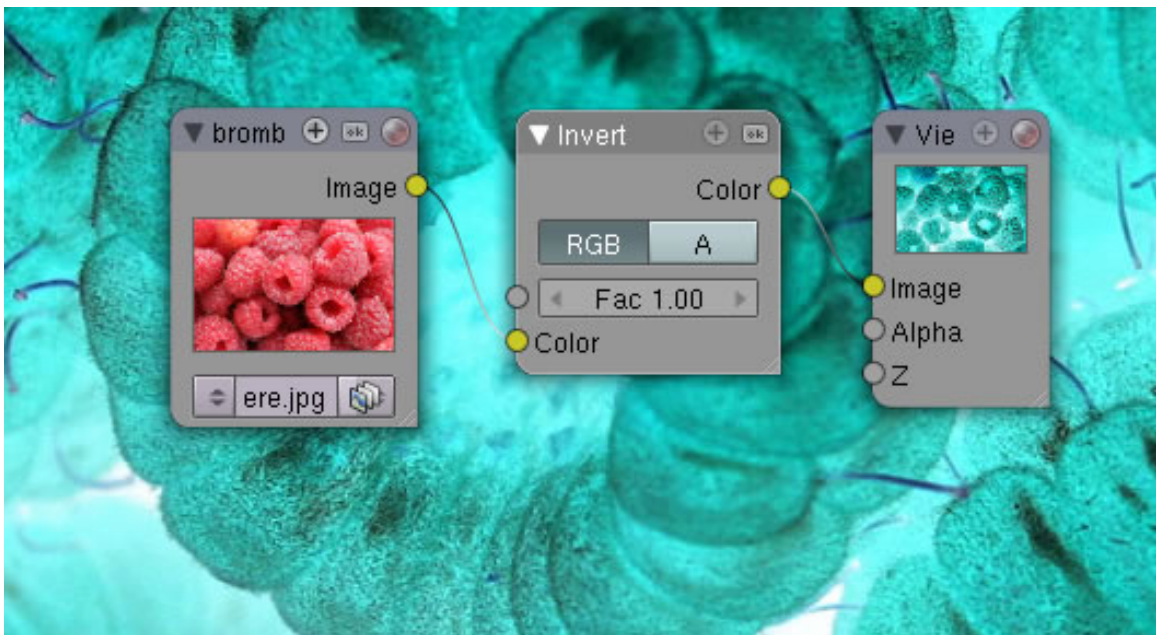 bromb
Image
ere.jpg
Invert
Color
RGB A
Fac 1.00
Color
Vie
Image
Alpha
Z